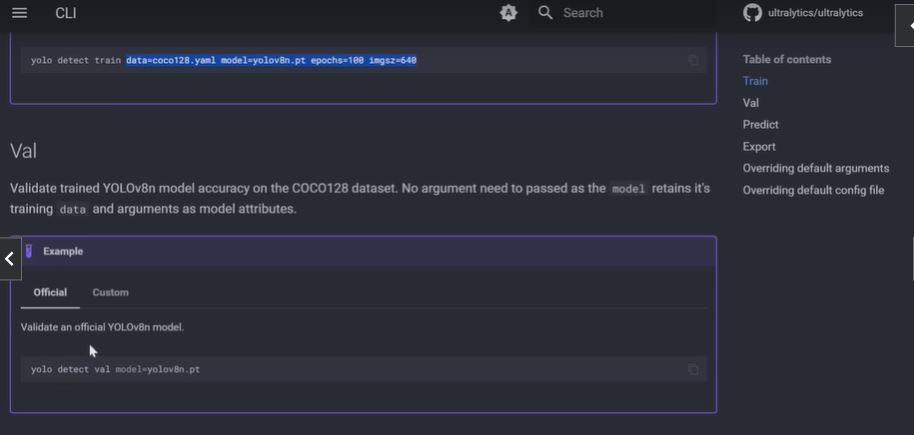 CLI
Search
ultralytics/ultralytics
yolo detect train data=coco128.yaml model=yolov8n.pt epochs=100 imgsz=640
Val
Validate trained YOLOv8n model accuracy on the COCO128 dataset. No argument need to passed as the model retains it's
training data and arguments as model attributes.
Example
Official Custom
Validate an official YOLOv8n model.
yolo detect val model=yolov8n.pt
Table of contents
Train
Val
Predict
Export
Overriding default arguments
Overriding default config file